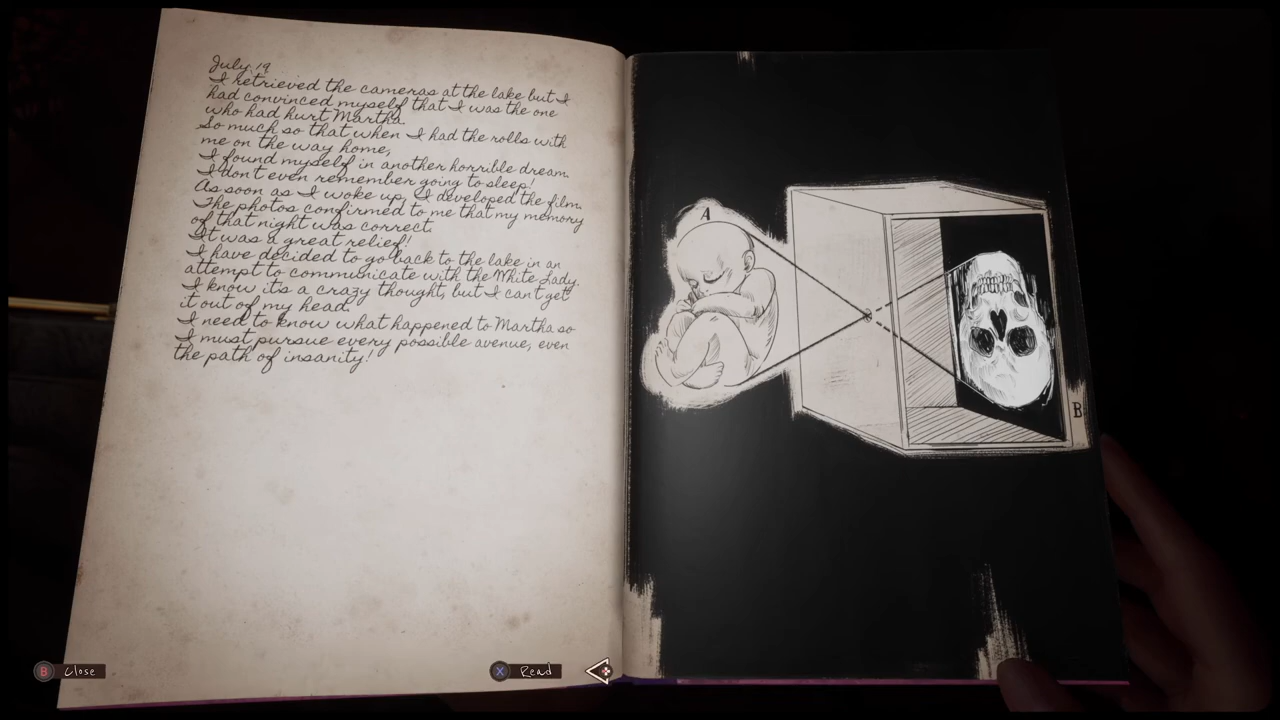 July 19
I retrieved the cameras at the lake but I
had convinced myself that I was the one
who had hurt Martha.
So much so that when I had the rolls with
me on the way home,
I found myself in another horrible dream.
I don't even remember going to sleep!
As soon as I woke up, I developed the film.
The photos confirmed to me that my memory
of that night was correct.
It was a great relief!
I have decided to go back to the lake in an
attempt to communicate with the White Lady.
I know it's a crazy thought, but I can't get
it out of my head.
I need to know what happened to Martha so
I must pursue every possible avenue, even
the path of insanity!
A
B
B Close
X Read